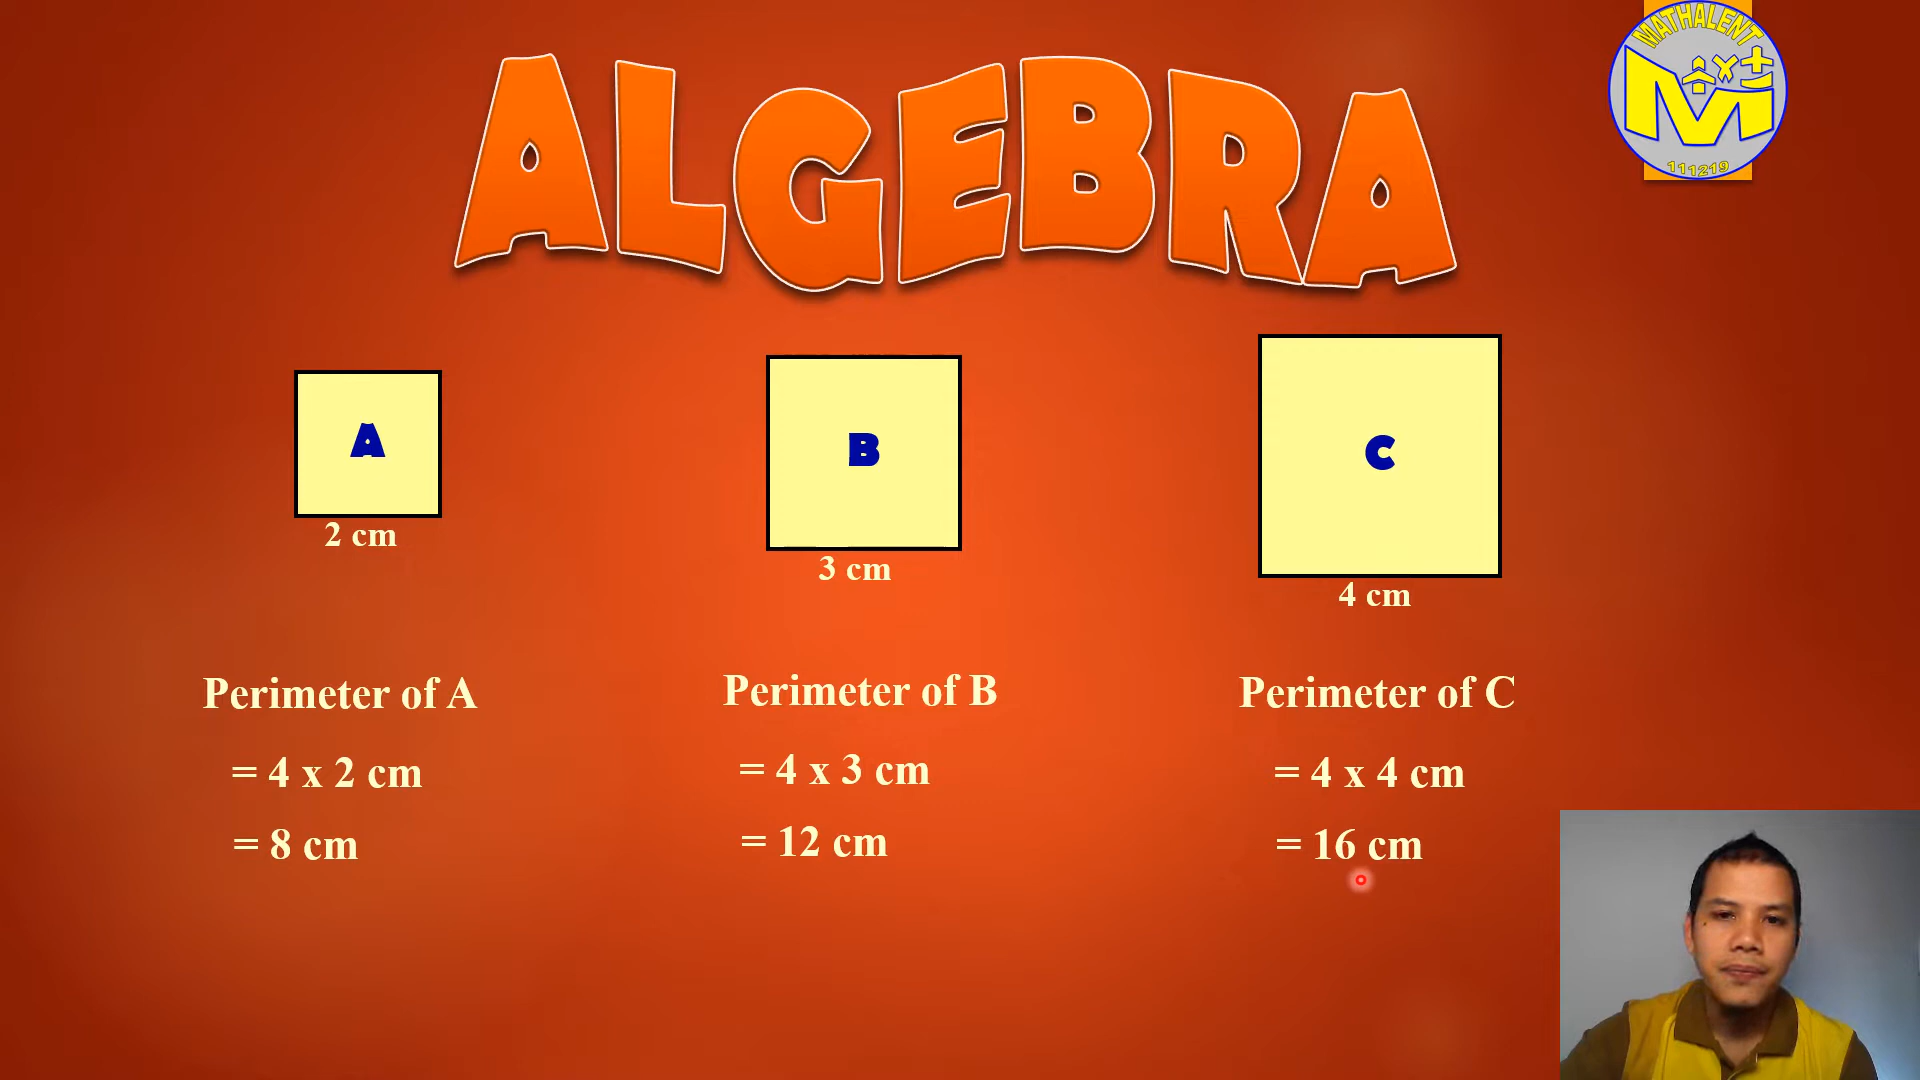 ALGEBRA
MATHALENT
M
111219
A
B
C
2 cm
3 cm
4 cm
Perimeter of A
= 4 x 2 cm
= 8 cm
Perimeter of B
= 4 x 3 cm
= 12 cm
Perimeter of C
= 4 x 4 cm
= 16 cm